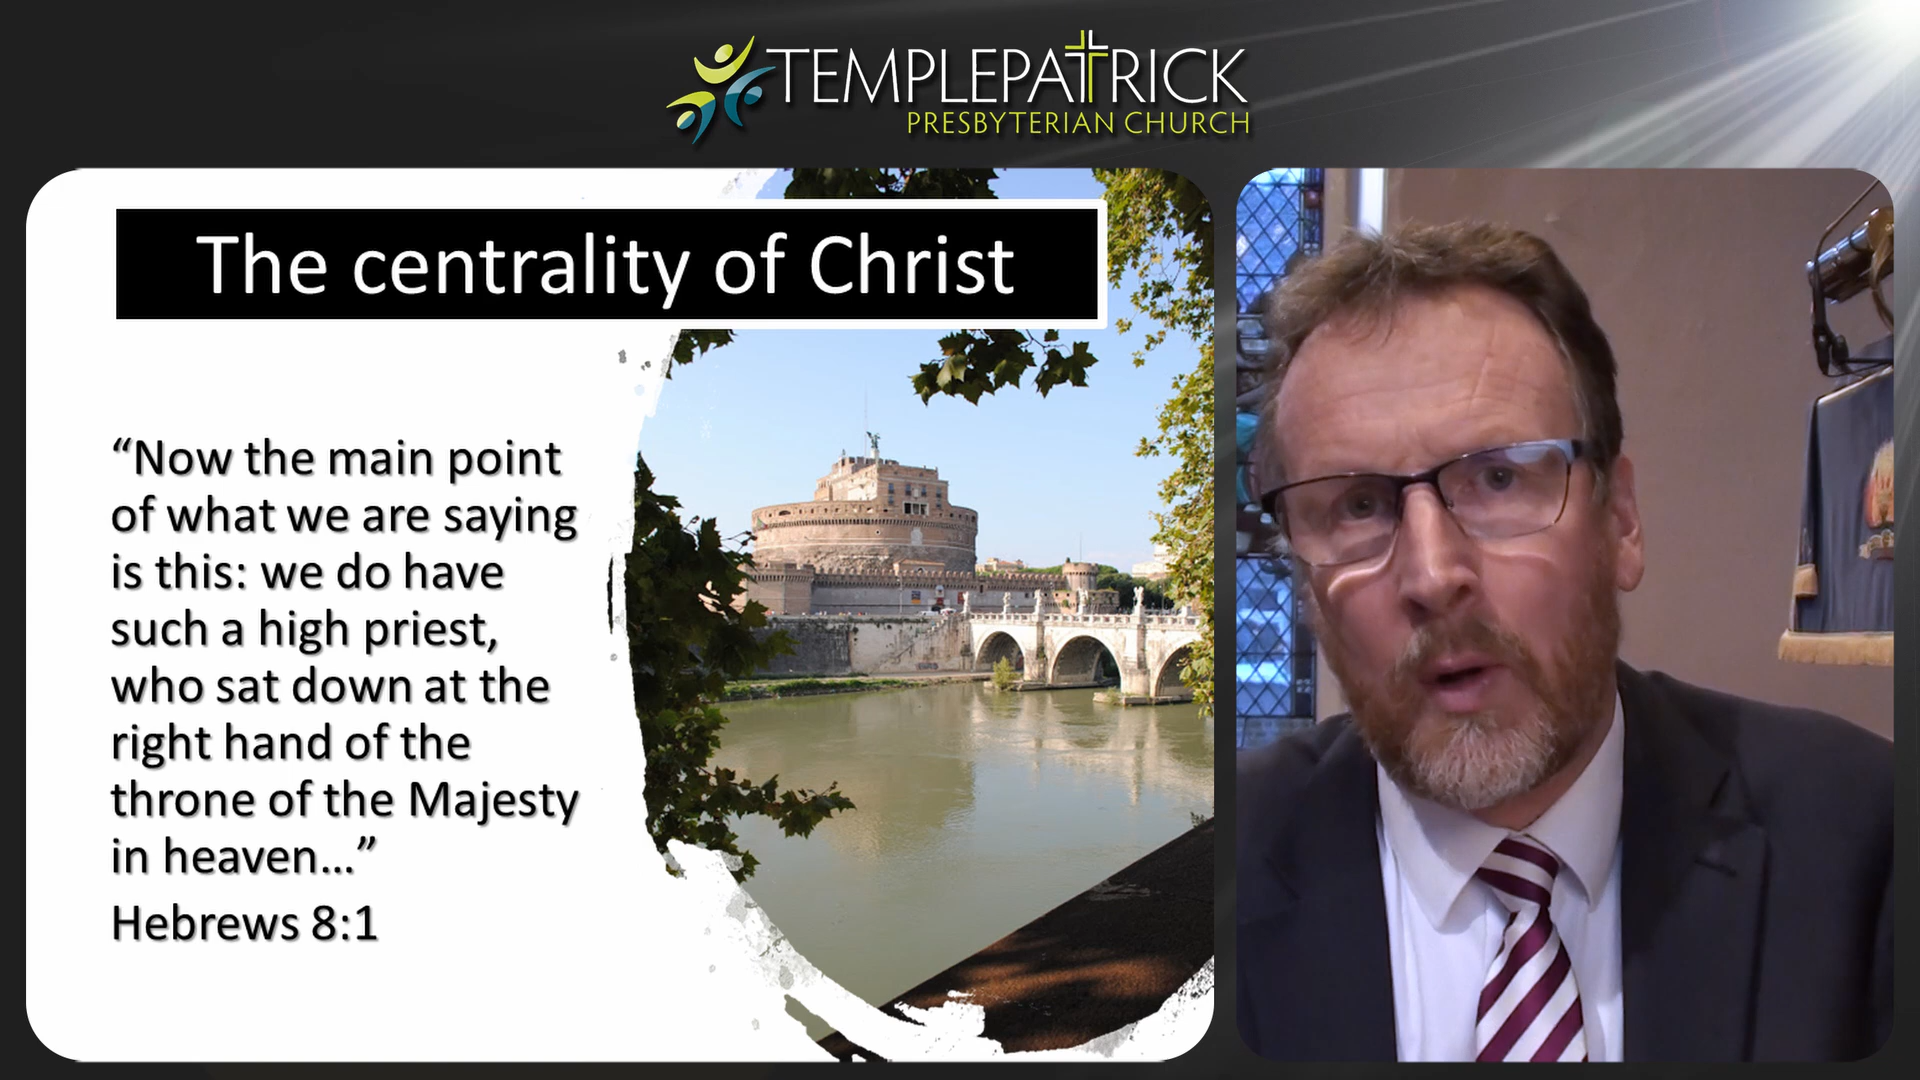 TEMPLEPATRICK
PRESBYTERIAN CHURCH
The centrality of Christ
“Now the main point
of what we are saying
is this: we do have
such a high priest,
who sat down at the
right hand of the
throne of the Majesty
in heaven…”
Hebrews 8:1